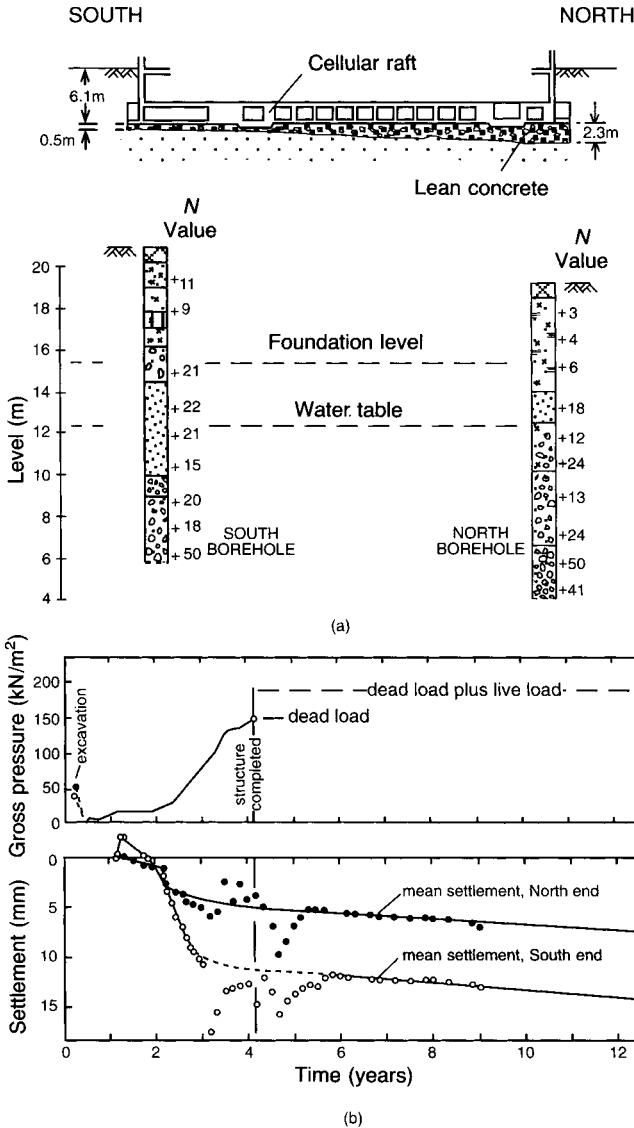 SOUTH
NORTH
6.1m
Cellular raft
0.5m
2.3m
Lean concrete
N
Value
N
Value
Level (m)
20
18
16
14
12
10
8
6
4
+11
+9
+21
+22
+21
+15
+20
+18
+50
Foundation level
Water table
SOUTH
BOREHOLE
NORTH
BOREHOLE
+3
+4
+6
+18
+12
+24
+13
+24
+50
+41
(a)
Gross pressure (kN/m²)
200
150
100
50
0
excavation
structure
completed
dead load plus live load
dead load
Settlement (mm)
0
5
10
15
mean settlement, North end
mean settlement, South end
0
2
4
6
8
10
12
Time (years)
(b)